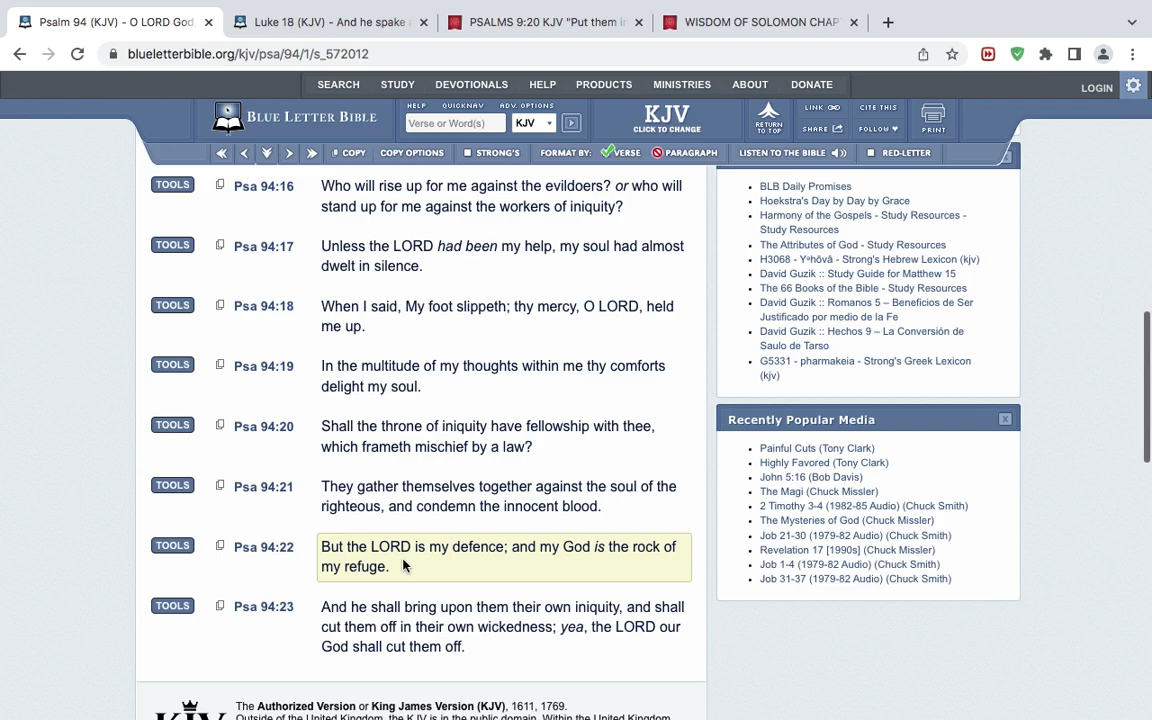 Psalm 94 (KJV) - O LORD God
Luke 18 (KJV) - And he spake a
PSALMS 9:20 KJV "Put them in
WISDOM OF SOLOMON CHAP
blueletterbible.org/kjv/psa/94/1/s_572012
SEARCH STUDY DEVOTIONALS HELP PRODUCTS MINISTRIES ABOUT DONATE
LOGIN
BLUE LETTER BIBLE
HELP QUICKNAV ADV. OPTIONS
Verse or Word(s) KJV
KJV
CLICK TO CHANGE
RETURN
TO TOP
LINK
SHARE
CITE THIS
FOLLOW
PRINT
COPY COPY OPTIONS STRONG'S FORMAT BY: VERSE PARAGRAPH LISTEN TO THE BIBLE RED-LETTER
TOOLS Psa 94:16 Who will rise up for me against the evildoers? or who will
stand up for me against the workers of iniquity?
TOOLS Psa 94:17 Unless the LORD had been my help, my soul had almost
dwelt in silence.
TOOLS Psa 94:18 When I said, My foot slippeth; thy mercy, O LORD, held
me up.
TOOLS Psa 94:19 In the multitude of my thoughts within me thy comforts
delight my soul.
TOOLS Psa 94:20 Shall the throne of iniquity have fellowship with thee,
which frameth mischief by a law?
TOOLS Psa 94:21 They gather themselves together against the soul of the
righteous, and condemn the innocent blood.
TOOLS Psa 94:22 But the LORD is my defence; and my God is the rock of
my refuge.
TOOLS Psa 94:23 And he shall bring upon them their own iniquity, and shall
cut them off in their own wickedness; yea, the LORD our
God shall cut them off.
KJV
The Authorized Version or King James Version (KJV), 1611, 1769.
Outside of the United Kingdom, the KJV is in the public domain. Within the United Kingdom,
BLB Daily Promises
Hoekstra's Day by Day by Grace
Harmony of the Gospels - Study Resources -
Study Resources
The Attributes of God - Study Resources
H3068 - Yᵊhōvâ - Strong's Hebrew Lexicon (kjv)
David Guzik :: Study Guide for Matthew 15
The 66 Books of the Bible - Study Resources
David Guzik :: Romanos 5 – Beneficios de Ser
Justificado por medio de la Fe
David Guzik :: Hechos 9 – La Conversión de
Saulo de Tarso
G5331 - pharmakeia - Strong's Greek Lexicon
(kjv)
Recently Popular Media
Painful Cuts (Tony Clark)
Highly Favored (Tony Clark)
John 5:16 (Bob Davis)
The Magi (Chuck Missler)
2 Timothy 3-4 (1982-85 Audio) (Chuck Smith)
The Mysteries of God (Chuck Missler)
Job 21-30 (1979-82 Audio) (Chuck Smith)
Revelation 17 [1990s] (Chuck Missler)
Job 1-4 (1979-82 Audio) (Chuck Smith)
Job 31-37 (1979-82 Audio) (Chuck Smith)